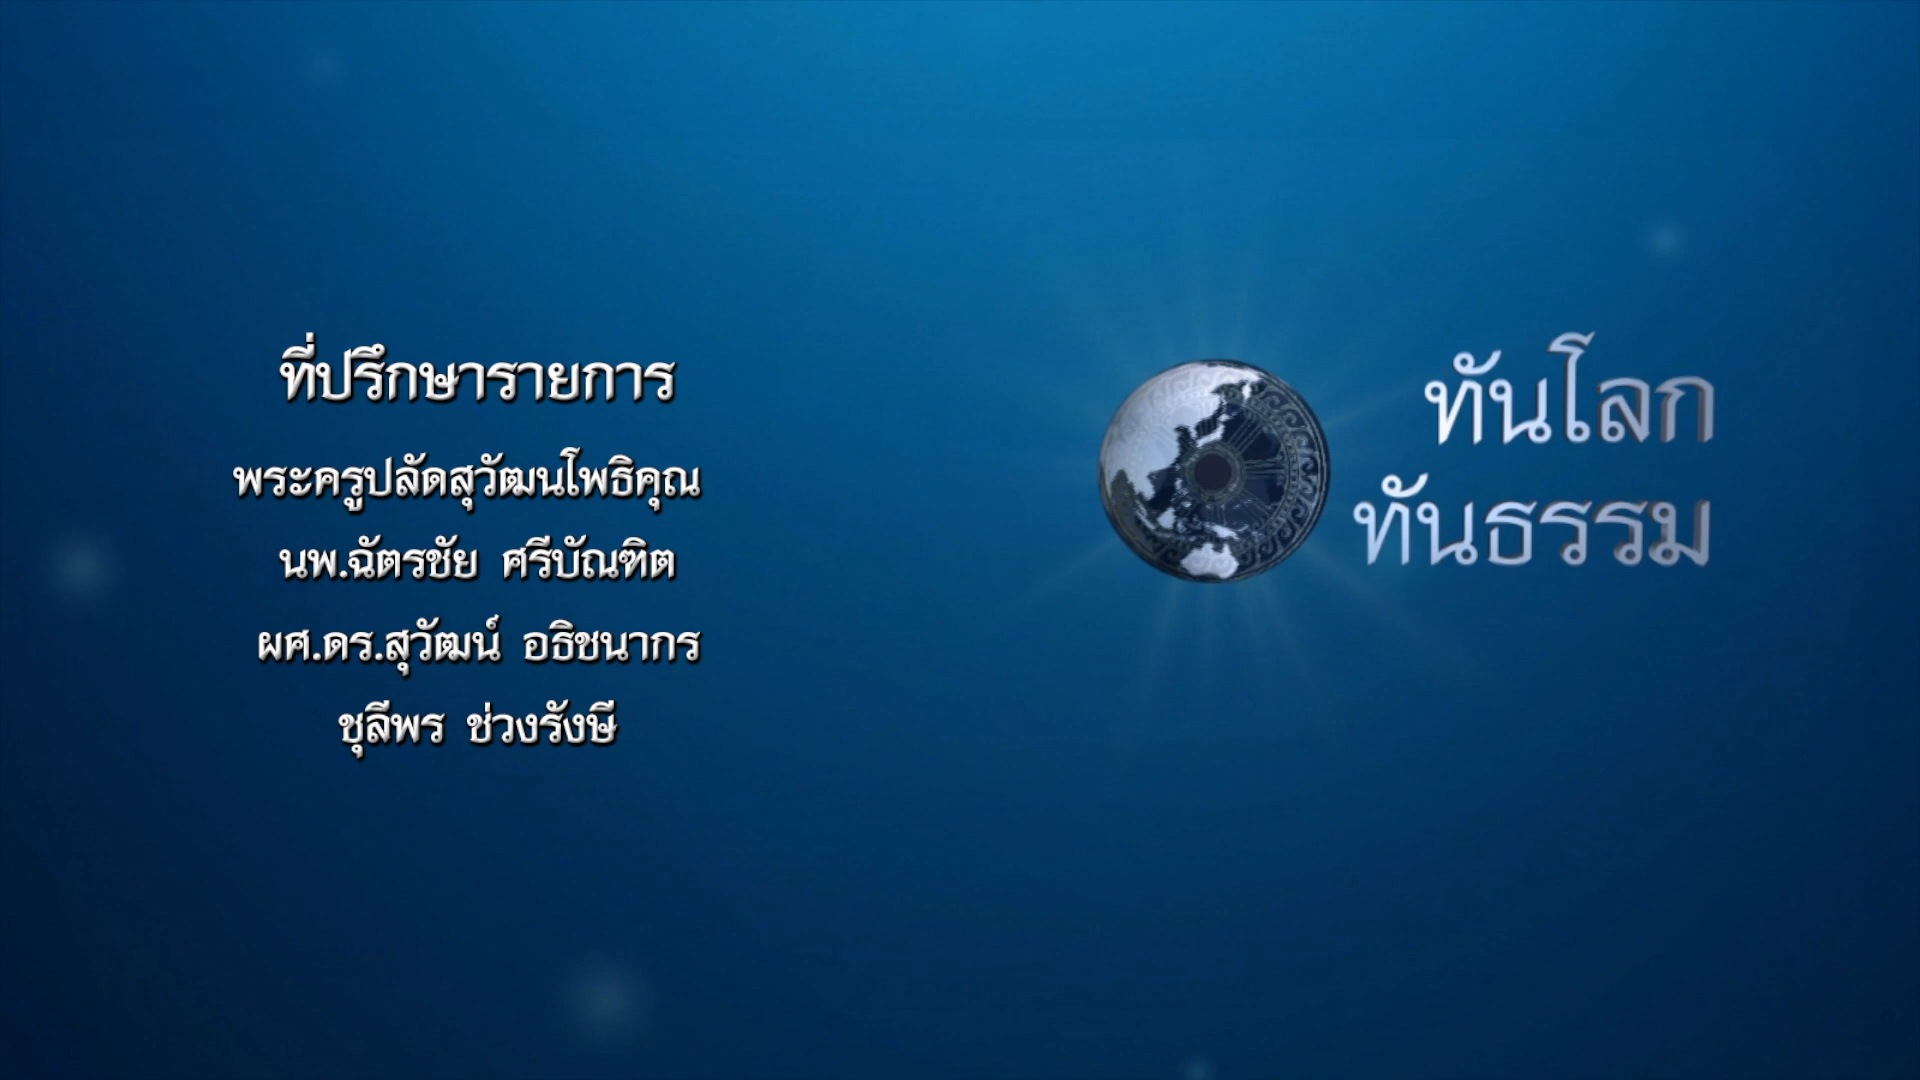 ที่ปรึกษารายการ
พระครูปลัดสุวัฒนโพธิคุณ
นพ.ฉัตรชัย ศรีบัณฑิต
ผศ.ดร.สุวัฒน์ อธิชนากร
ชุลีพร ช่วงรังษี
ทันโลก
ทันธรรม